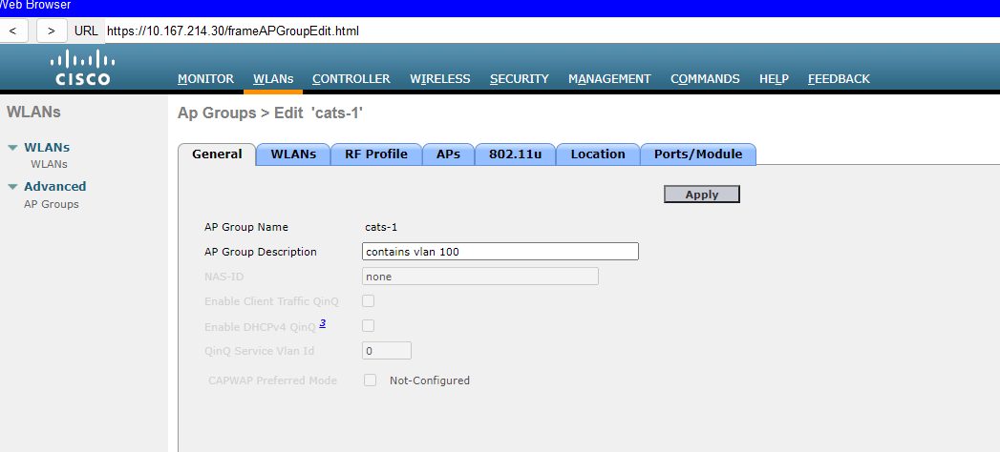 Web Browser
< > URL https://10.167.214.30/frameAPGroupEdit.html
CISCO
MONITOR WLANs CONTROLLER WIRELESS SECURITY MANAGEMENT COMMANDS HELP FEEDBACK
WLANs
Ap Groups > Edit 'cats-1'
WLANs
WLANs
Advanced
AP Groups
General WLANs RF Profile APs 802.11u Location Ports/Module
Apply
AP Group Name cats-1
AP Group Description contains vlan 100
NAS-ID none
Enable Client Traffic QinQ
Enable DHCPv4 QinQ 3
QinQ Service Vlan Id 0
CAPWAP Preferred Mode Not-Configured